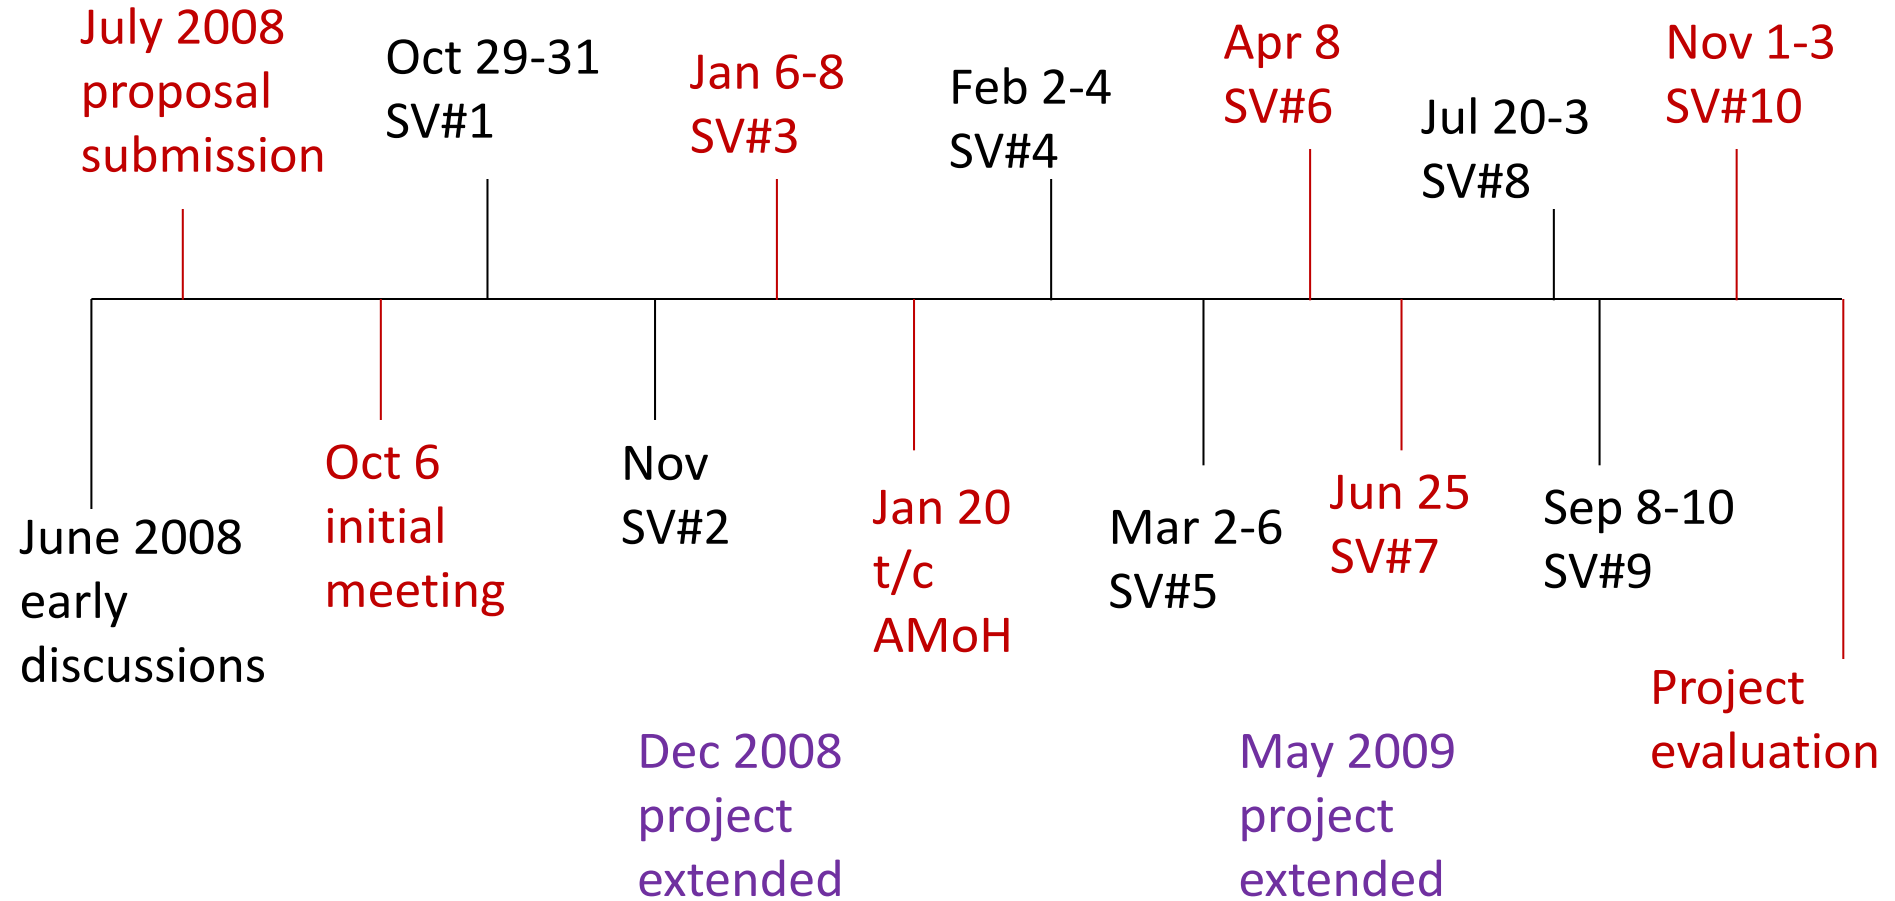 July 2008
proposal
submission
Oct 29-31
SV#1
Jan 6-8
SV#3
Feb 2-4
SV#4
Apr 8
SV#6
Jul 20-3
SV#8
Nov 1-3
SV#10
June 2008
early
discussions
Oct 6
initial
meeting
Nov
SV#2
Jan 20
t/c
AMoH
Mar 2-6
SV#5
Jun 25
SV#7
Sep 8-10
SV#9
Project
evaluation
Dec 2008
project
extended
May 2009
project
extended